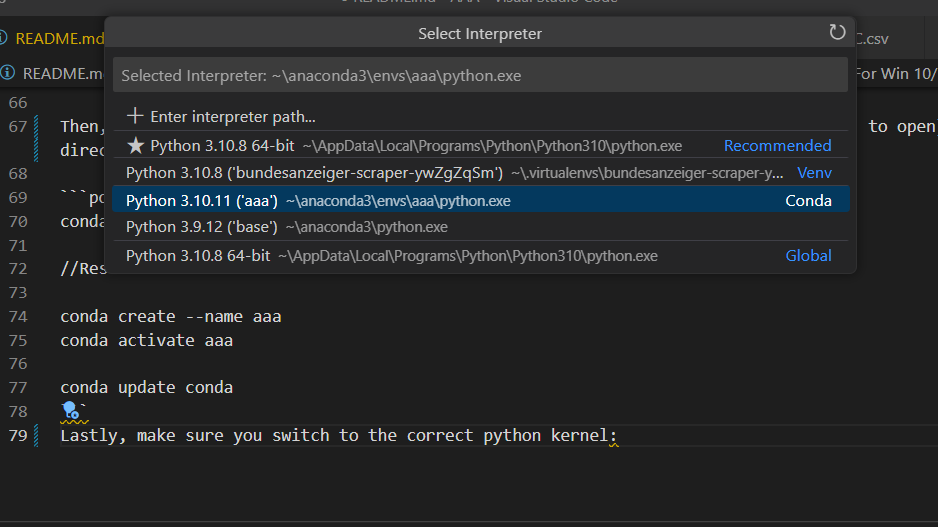 README.md - AAA - Visual Studio Code
README.md
C.csv
Select Interpreter
README.m
For Win 10/
Selected Interpreter: ~\anaconda3\envs\aaa\python.exe
Enter interpreter path...
Python 3.10.8 64-bit ~\AppData\Local\Programs\Python\Python310\python.exe Recommended
Python 3.10.8 ('bundesanzeiger-scraper-ywZgZqSm') ~\.virtualenvs\bundesanzeiger-scraper-y... Venv
Python 3.10.11 ('aaa') ~\anaconda3\envs\aaa\python.exe Conda
Python 3.9.12 ('base') ~\anaconda3\python.exe
Python 3.10.8 64-bit ~\AppData\Local\Programs\Python\Python310\python.exe Global
66
67 Then, to open
direc
68
69 ```po
70 conda
71
72 //Res
73
74 conda create --name aaa
75 conda activate aaa
76
77 conda update conda
78
79 Lastly, make sure you switch to the correct python kernel: